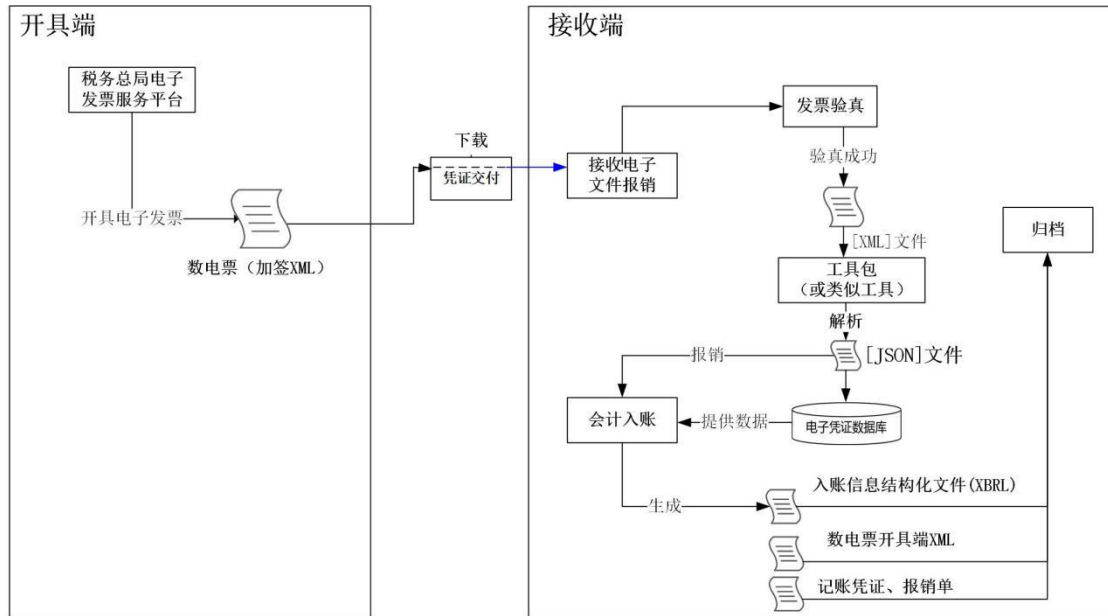 开具端
税务总局电子
发票服务平台
开具电子发票
数电票（加签XML）
下载
凭证交付
接收端
接收电子
文件报销
发票验真
验真成功
[XML]文件
工具包
（或类似工具）
解析
[JSON]文件
报销
会计入账
提供数据
电子凭证数据库
生成
入账信息结构化文件(XBRL)
数电票开具端XML
记账凭证、报销单
归档